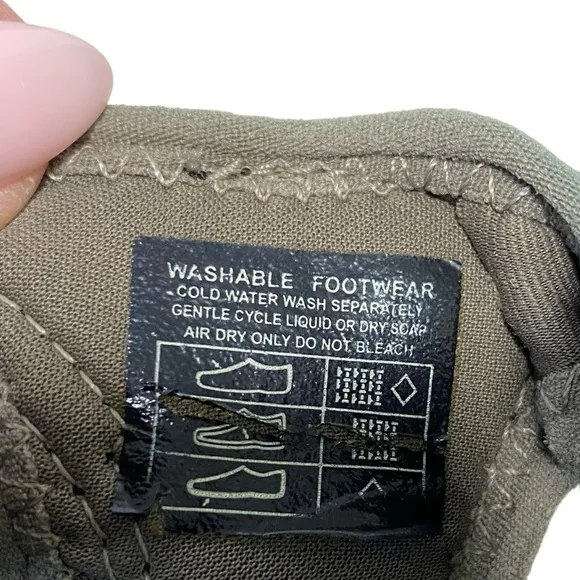 WASHABLE FOOTWEAR
COLD WATER WASH SEPARATELY
GENTLE CYCLE LIQUID OR DRY SOAP
AIR DRY ONLY DO NOT BLEACH